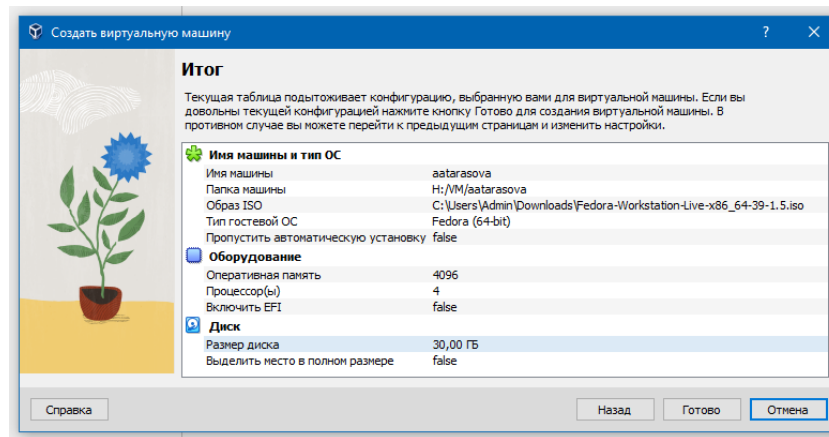 Создать виртуальную машину
?
Итог
Текущая таблица подытоживает конфигурацию, выбранную вами для виртуальной машины. Если вы
довольны текущей конфигурацией нажмите кнопку Готово для создания виртуальной машины. В
противном случае вы можете перейти к предыдущим страницам и изменить настройки.
Имя машины и тип ОС
Имя машины aatarasova
Папка машины H:/VM/aatarasova
Образ ISO C:\Users\Admin\Downloads\Fedora-Workstation-Live-x86_64-39-1.5.iso
Тип гостевой ОС Fedora (64-bit)
Пропустить автоматическую установку false
Оборудование
Оперативная память 4096
Процессор(ы) 4
Включить EFI false
Диск
Размер диска 30,00 ГБ
Выделить место в полном размере false
Справка Назад Готово Отмена